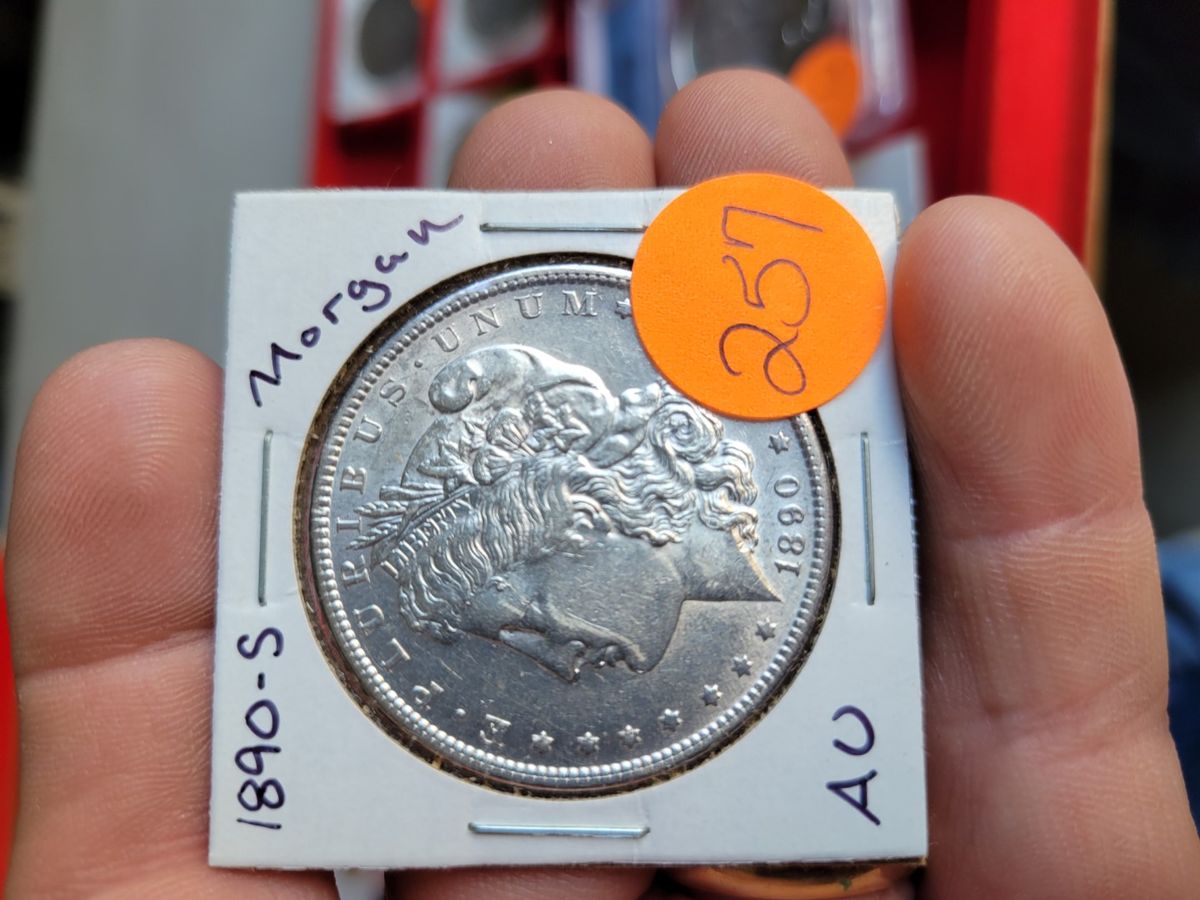 Morgan
257
E · PLURIBUS · UNUM
LIBERTY
1890
1890-S
AU